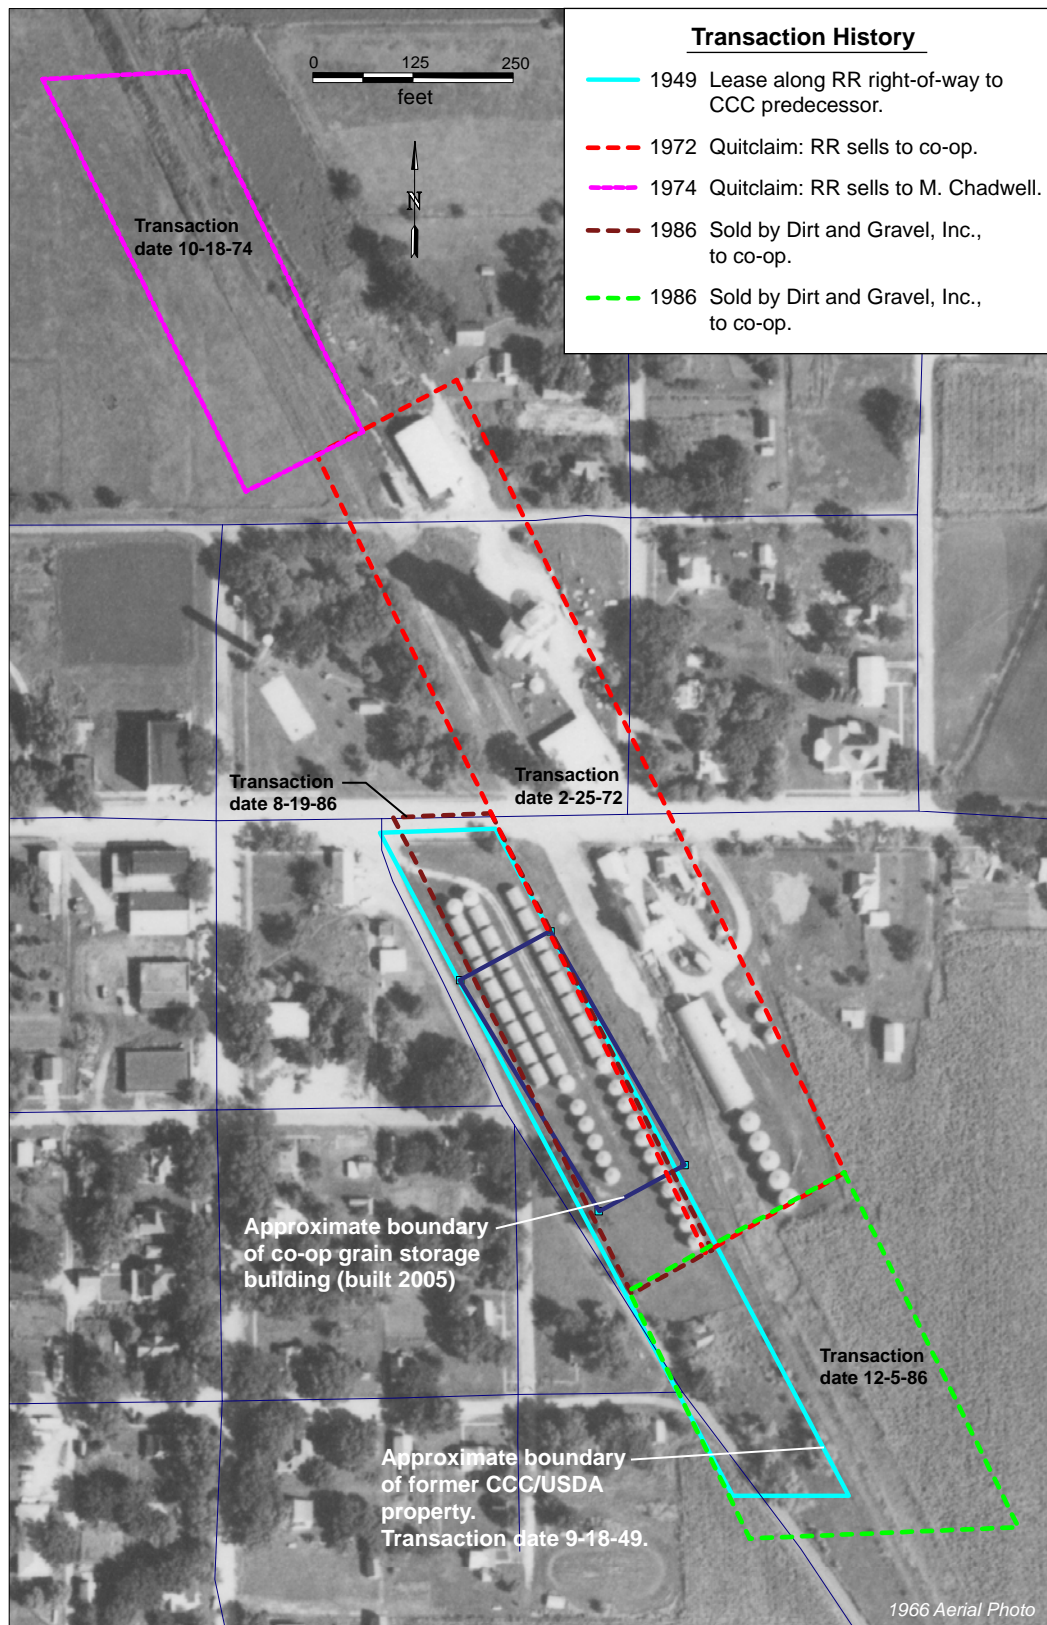 Transaction History
1949 Lease along RR right-of-way to
CCC predecessor.
1972 Quitclaim: RR sells to co-op.
1974 Quitclaim: RR sells to M. Chadwell.
1986 Sold by Dirt and Gravel, Inc.,
to co-op.
1986 Sold by Dirt and Gravel, Inc.,
to co-op.
0 125 250
feet
N
Transaction
date 10-18-74
Transaction
date 8-19-86
Transaction
date 2-25-72
Approximate boundary
of co-op grain storage
building (built 2005)
Transaction
date 12-5-86
Approximate boundary
of former CCC/USDA
property.
Transaction date 9-18-49.
1966 Aerial Photo